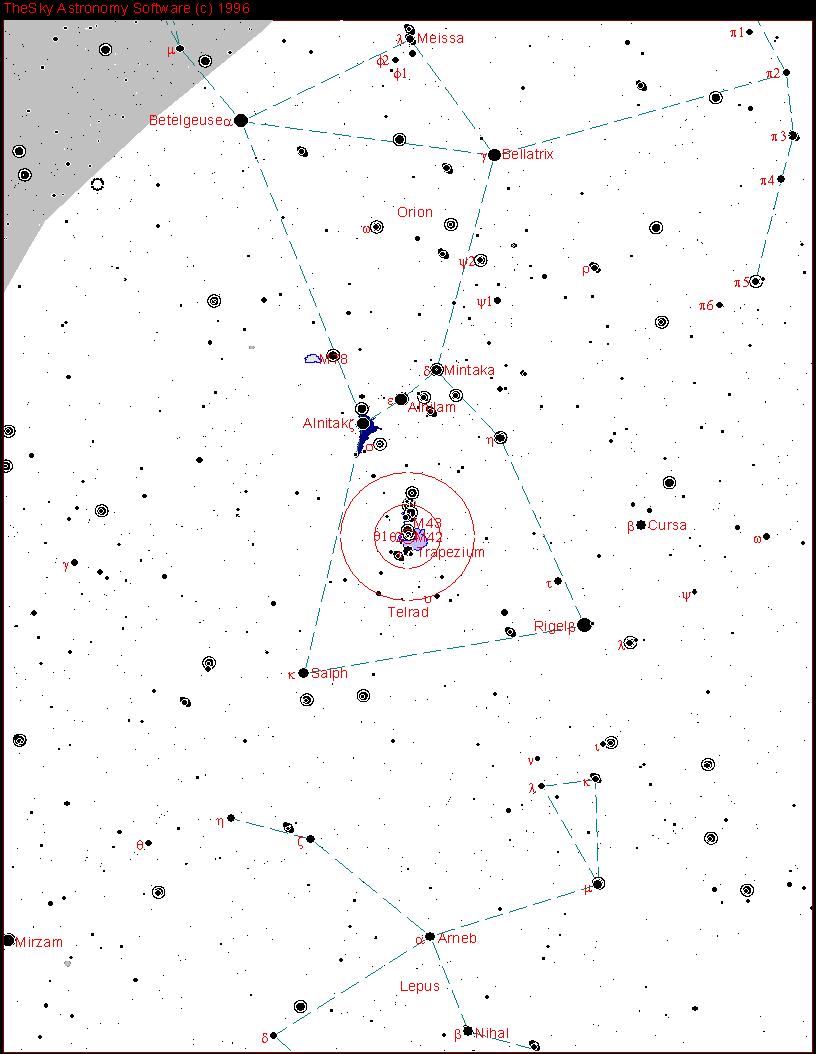 TheSky Astronomy Software (c) 1996
π1
λ Meissa
μ
φ2
φ1
π2
Betelgeuse α
π3
γ Bellatrix
π4
Orion
ω
ψ2
ρ
π5
ψ1
π6
M78
δ Mintaka
ε Alnilam
Alnitak ζ
σ
η
M43
β Cursa
θ1
M42
ω
Trapezium
γ
τ
ψ
υ
Telrad
Rigel β
λ
κ Saiph
ι
ν
λ
κ
η
θ
ζ
μ
α Arneb
Mirzam
Lepus
δ
β Nihal